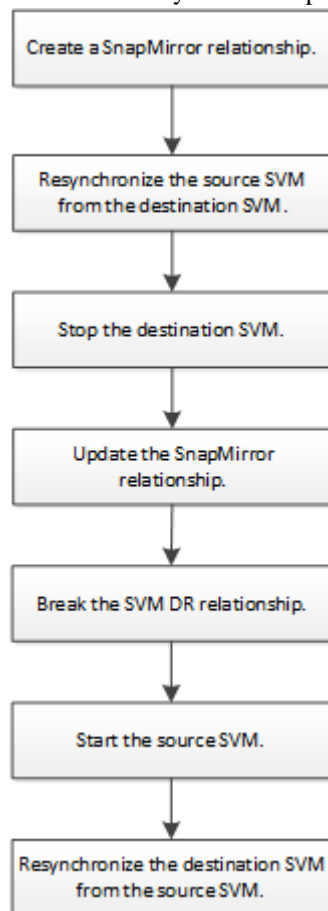 Create a SnapMirror relationship.
Resynchronize the source SVM
from the destination SVM.
Stop the destination SVM.
Update the SnapMirror
relationship.
Break the SVM DR relationship.
Start the source SVM.
Resynchronize the destination SVM
from the source SVM.